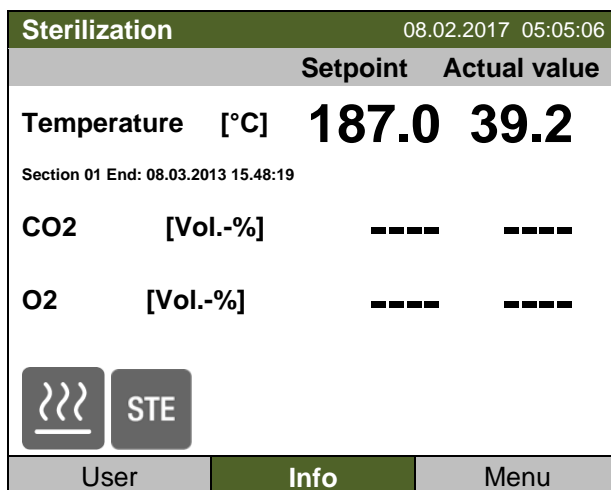 Sterilization 08.02.2017 05:05:06
Setpoint Actual value
Temperature [°C] 187.0 39.2
Section 01 End: 08.03.2013 15.48:19
CO2 [Vol.-%] ---- ----
O2 [Vol.-%] ---- ----
STE
User Info Menu